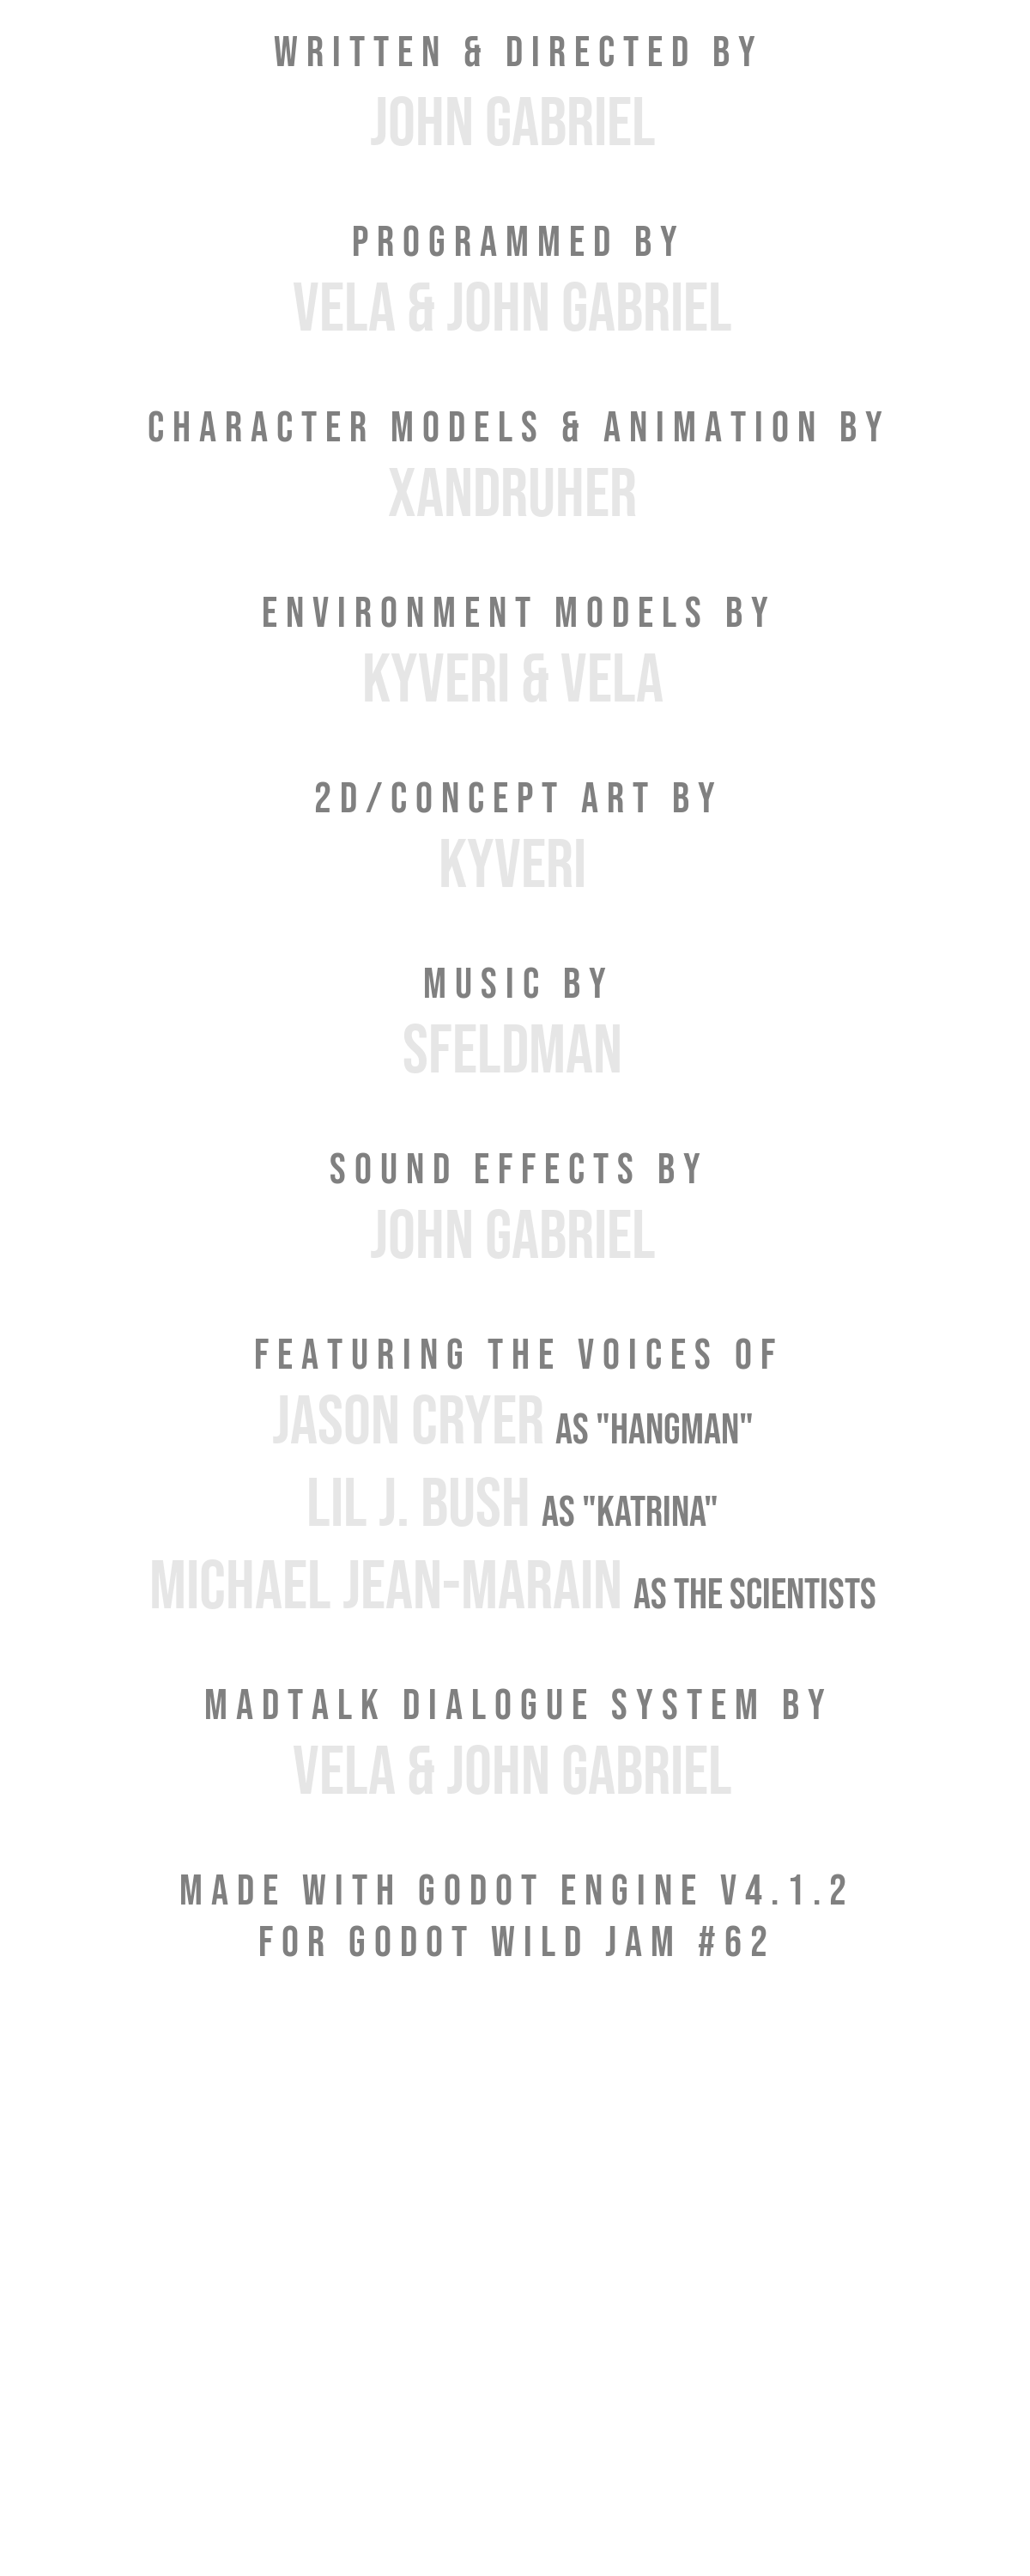 WRITTEN & DIRECTED BY
JOHN GABRIEL
PROGRAMMED BY
VELA & JOHN GABRIEL
CHARACTER MODELS & ANIMATION BY
XANDRUHER
ENVIRONMENT MODELS BY
KYVERI & VELA
2D/CONCEPT ART BY
KYVERI
MUSIC BY
SFELDMAN
SOUND EFFECTS BY
JOHN GABRIEL
FEATURING THE VOICES OF
JASON CRYER AS "HANGMAN"
LIL J. BUSH AS "KATRINA"
MICHAEL JEAN-MARAIN AS THE SCIENTISTS
MADTALK DIALOGUE SYSTEM BY
VELA & JOHN GABRIEL
MADE WITH GODOT ENGINE V4.1.2
FOR GODOT WILD JAM #62